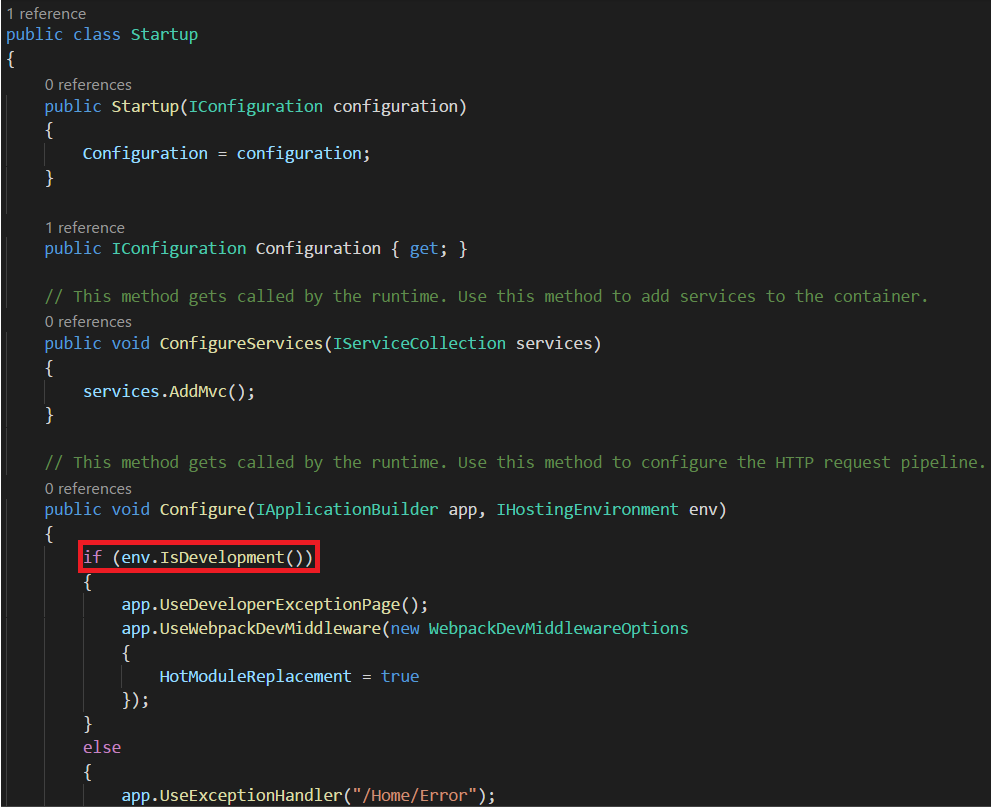 1 reference
public class Startup
{
0 references
public Startup(IConfiguration configuration)
{
Configuration = configuration;
}
1 reference
public IConfiguration Configuration { get; }
// This method gets called by the runtime. Use this method to add services to the container.
0 references
public void ConfigureServices(IServiceCollection services)
{
services.AddMvc();
}
// This method gets called by the runtime. Use this method to configure the HTTP request pipeline.
0 references
public void Configure(IApplicationBuilder app, IHostingEnvironment env)
{
if (env.IsDevelopment())
{
app.UseDeveloperExceptionPage();
app.UseWebpackDevMiddleware(new WebpackDevMiddlewareOptions
{
HotModuleReplacement = true
});
}
else
{
app.UseExceptionHandler("/Home/Error");